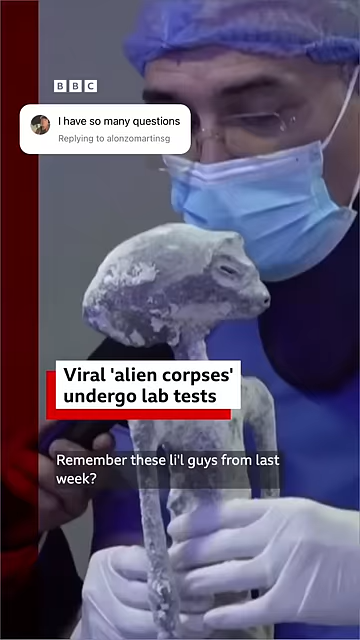 BBC
I have so many questions
Replying to alonzomartinsg
Viral 'alien corpses'
undergo lab tests
Remember these li'l guys from last
week?